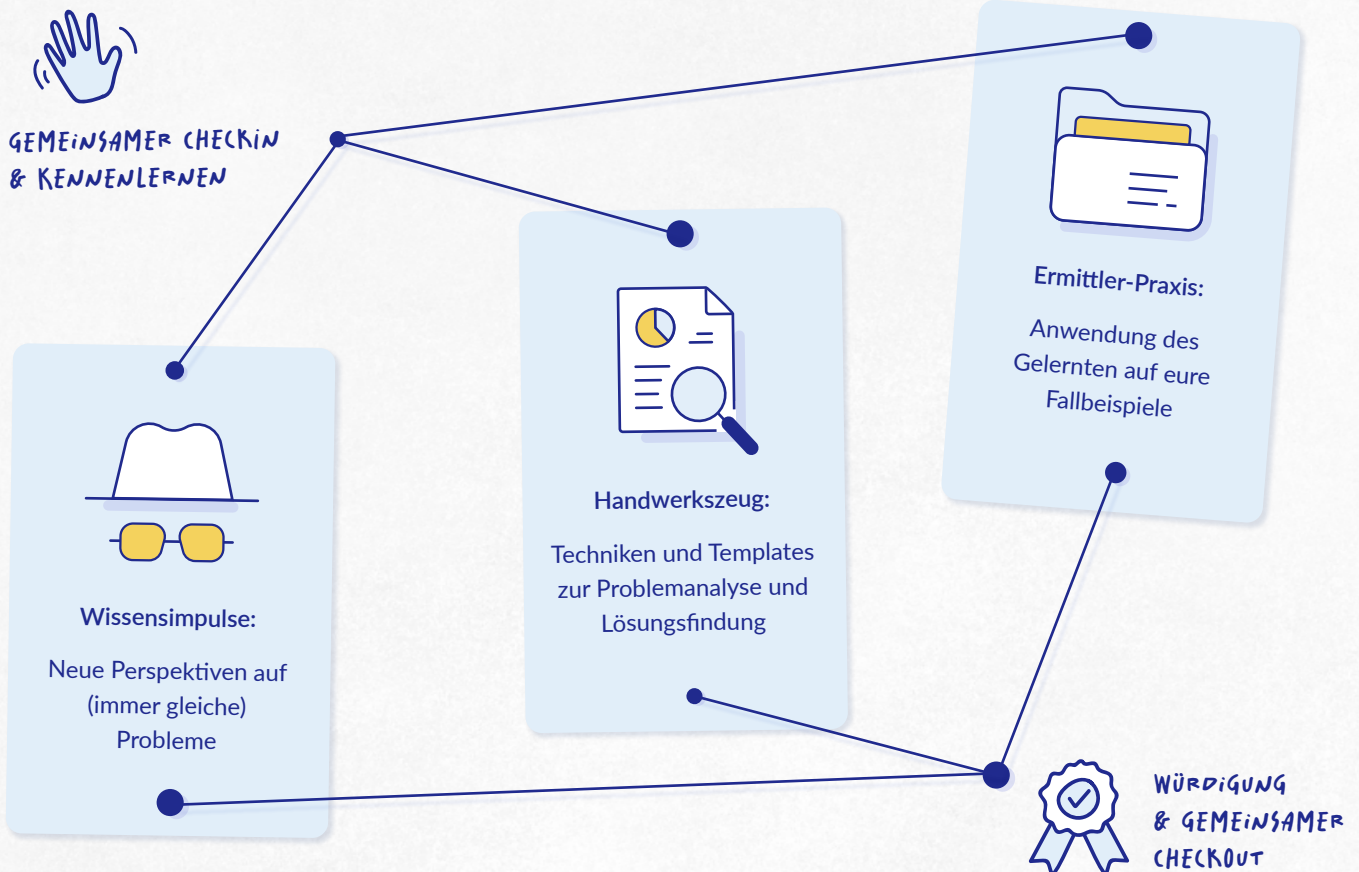 GEMEINSAMER CHECKIN
& KENNENLERNEN
Wissensimpulse:
Neue Perspektiven auf
(immer gleiche)
Probleme
Handwerkszeug:
Techniken und Templates
zur Problemanalyse und
Lösungsfindung
Ermittler-Praxis:
Anwendung des
Gelernten auf eure
Fallbeispiele
WÜRDIGUNG
& GEMEINSAMER
CHECKOUT